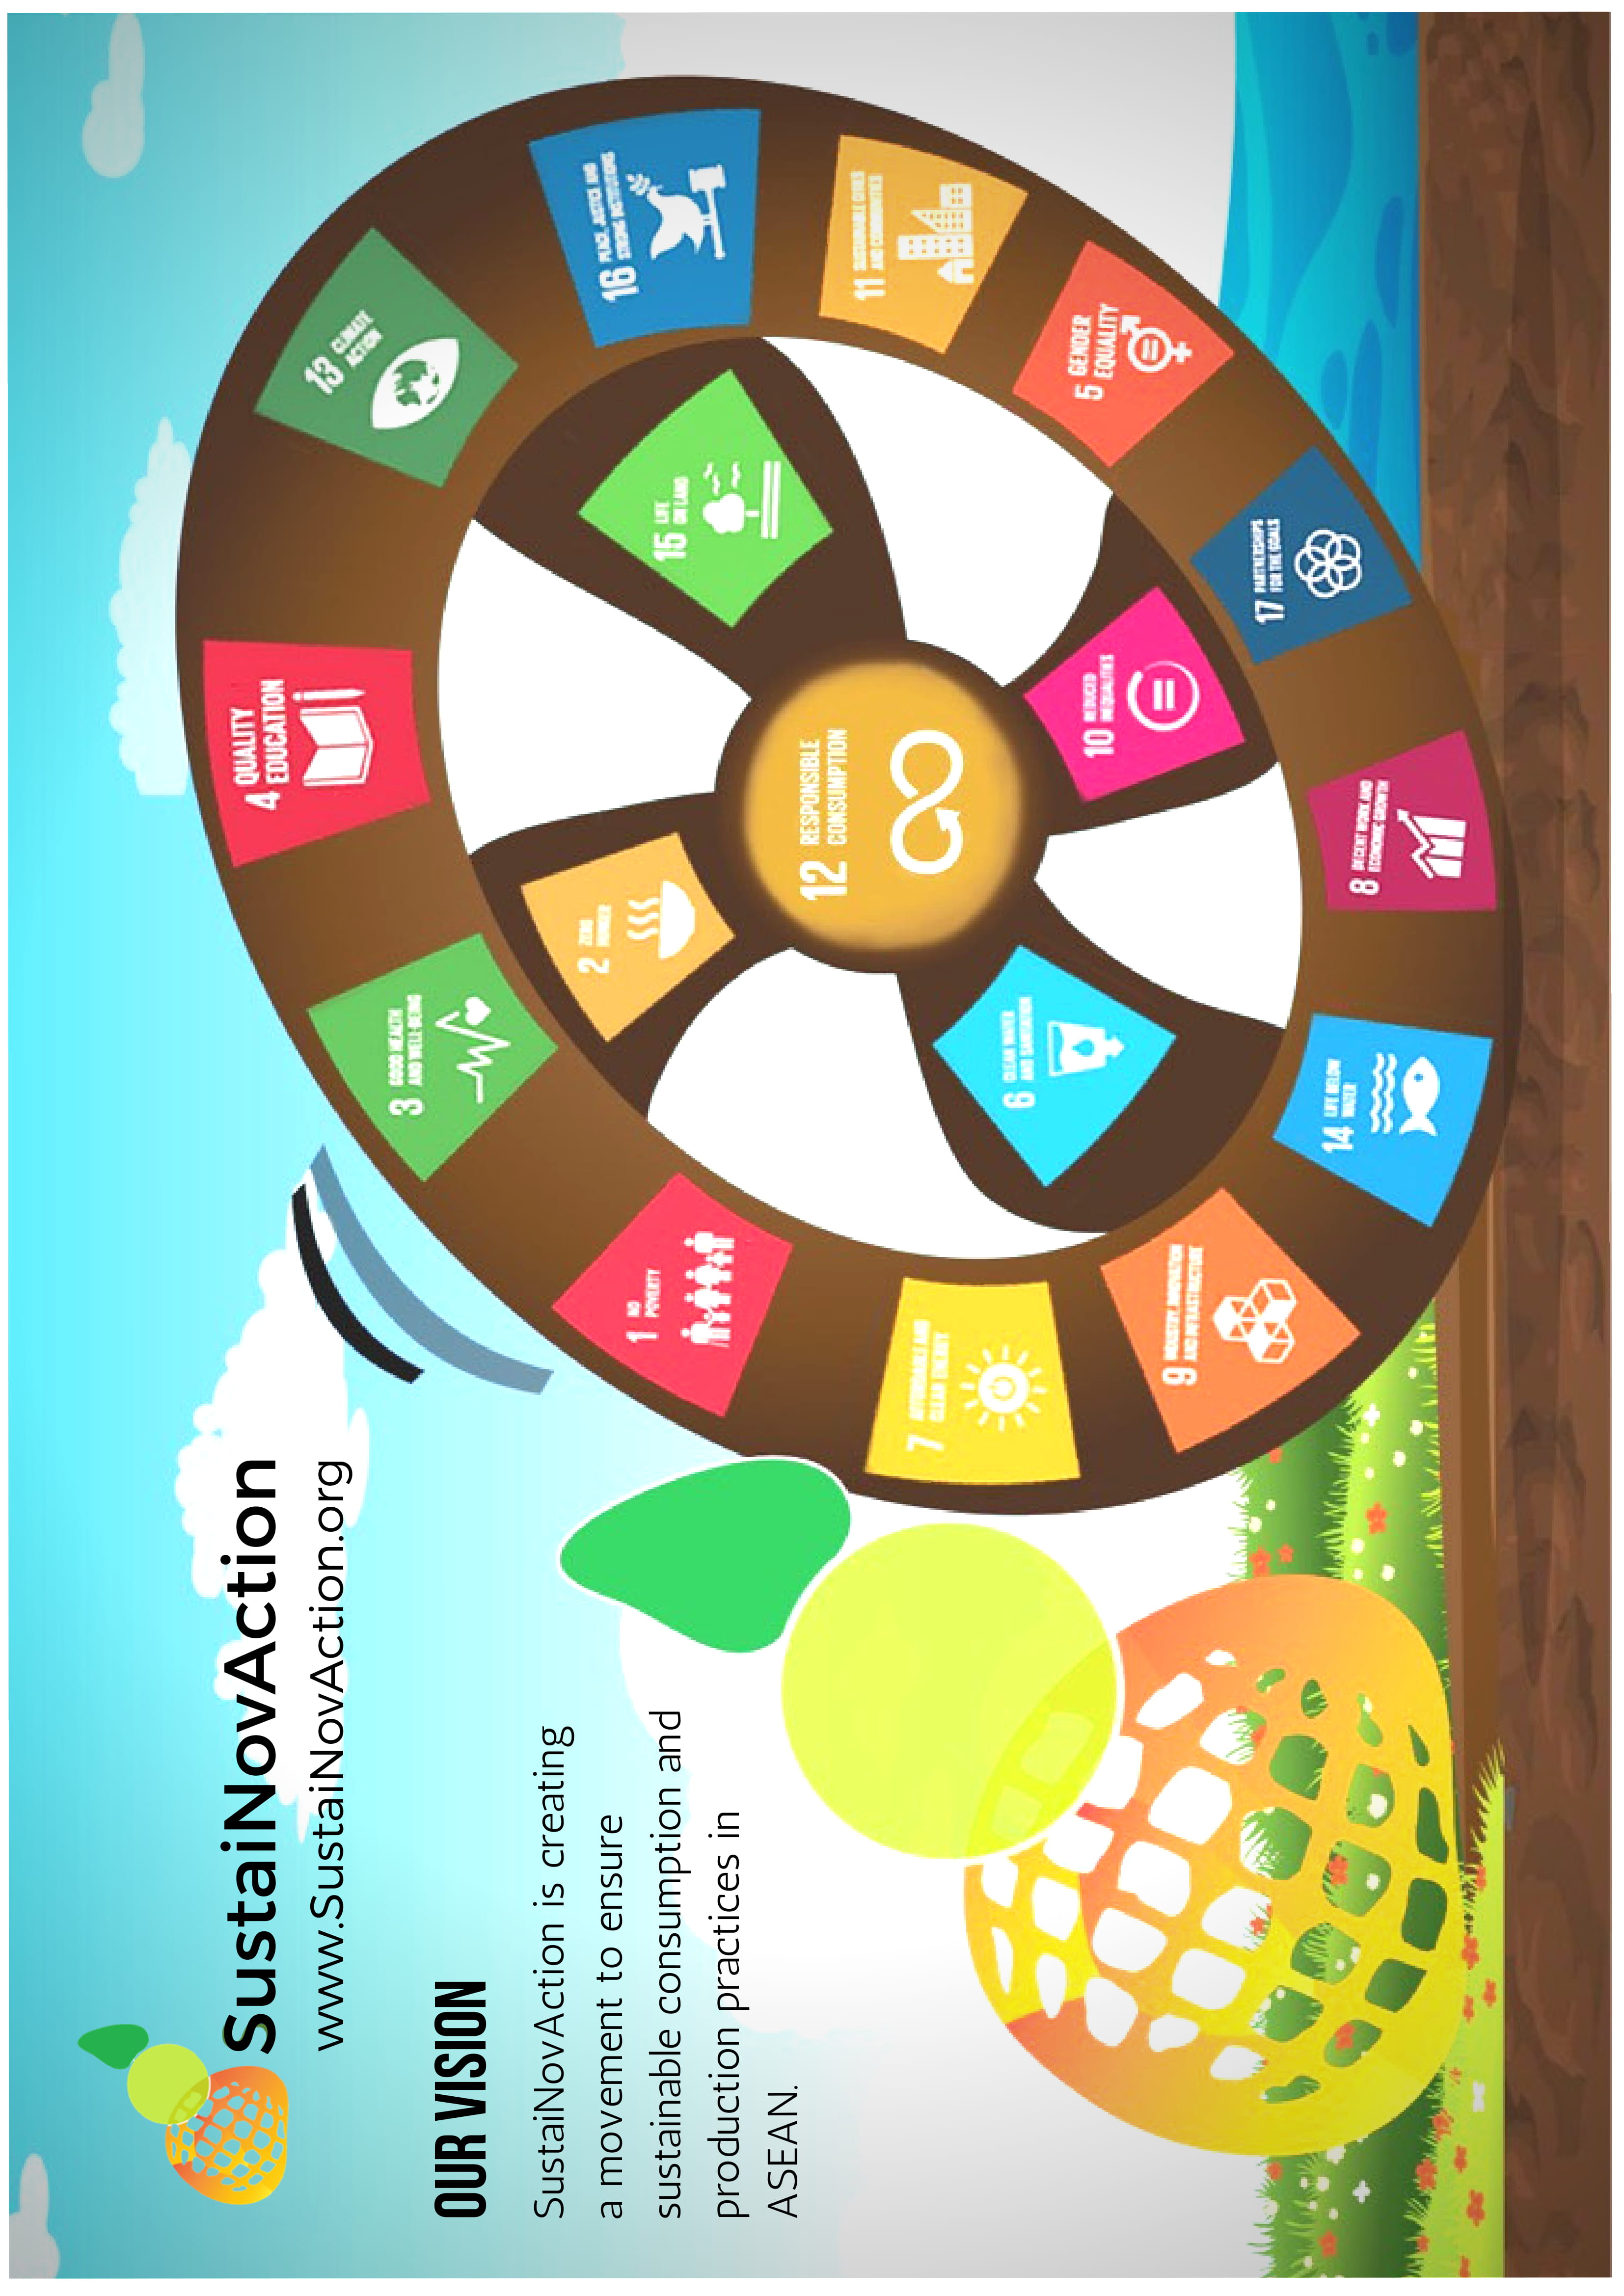 SustaiNovAction
www.SustaiNovAction.org
OUR VISION
SustaiNovAction is creating
a movement to ensure
sustainable consumption and
production practices in
ASEAN.
4 QUALITY
EDUCATION
13 CLIMATE
ACTION
3 GOOD HEALTH
AND WELL-BEING
2 ZERO
HUNGER
15 LIFE
ON LAND
16 PEACE, JUSTICE AND
STRONG INSTITUTIONS
1 NO
POVERTY
12 RESPONSIBLE
CONSUMPTION
11 SUSTAINABLE CITIES
AND COMMUNITIES
7 AFFORDABLE AND
CLEAN ENERGY
6 CLEAN WATER
AND SANITATION
10 REDUCED
INEQUALITIES
5 GENDER
EQUALITY
9 INDUSTRY, INNOVATION
AND INFRASTRUCTURE
17 PARTNERSHIPS
FOR THE GOALS
14 LIFE BELOW
WATER
8 DECENT WORK AND
ECONOMIC GROWTH